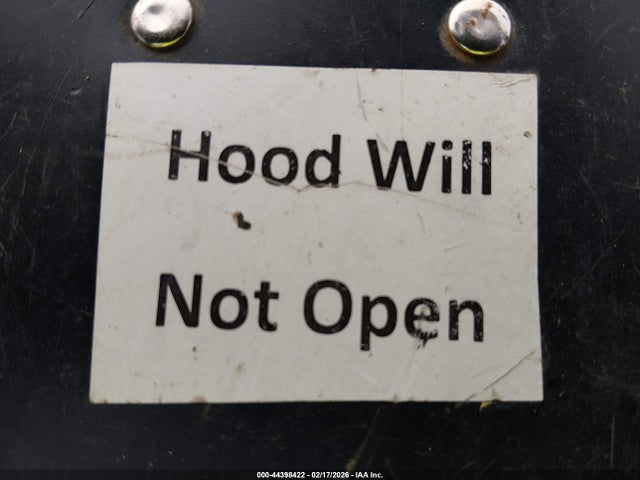 Hood Will
Not Open
000-44398422 - 02/17/2026 - IAA Inc.